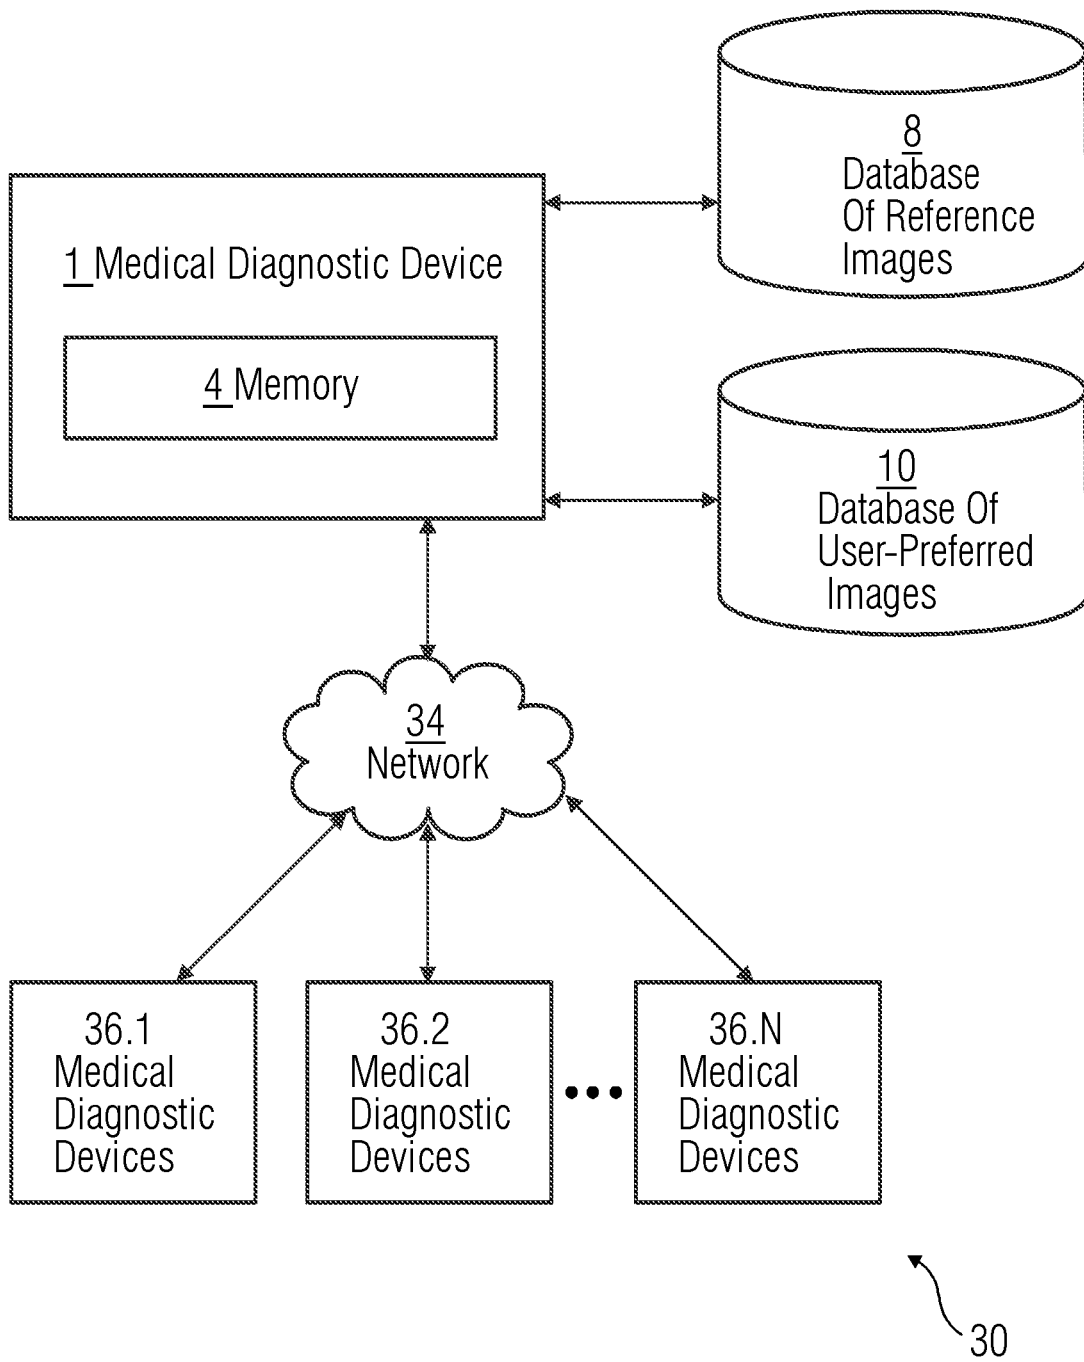 8
Database
Of Reference
Images
1 Medical Diagnostic Device
4 Memory
10
Database Of
User-Preferred
Images
34
Network
36.1
Medical
Diagnostic
Devices
36.2
Medical
Diagnostic
Devices
36.N
Medical
Diagnostic
Devices
30